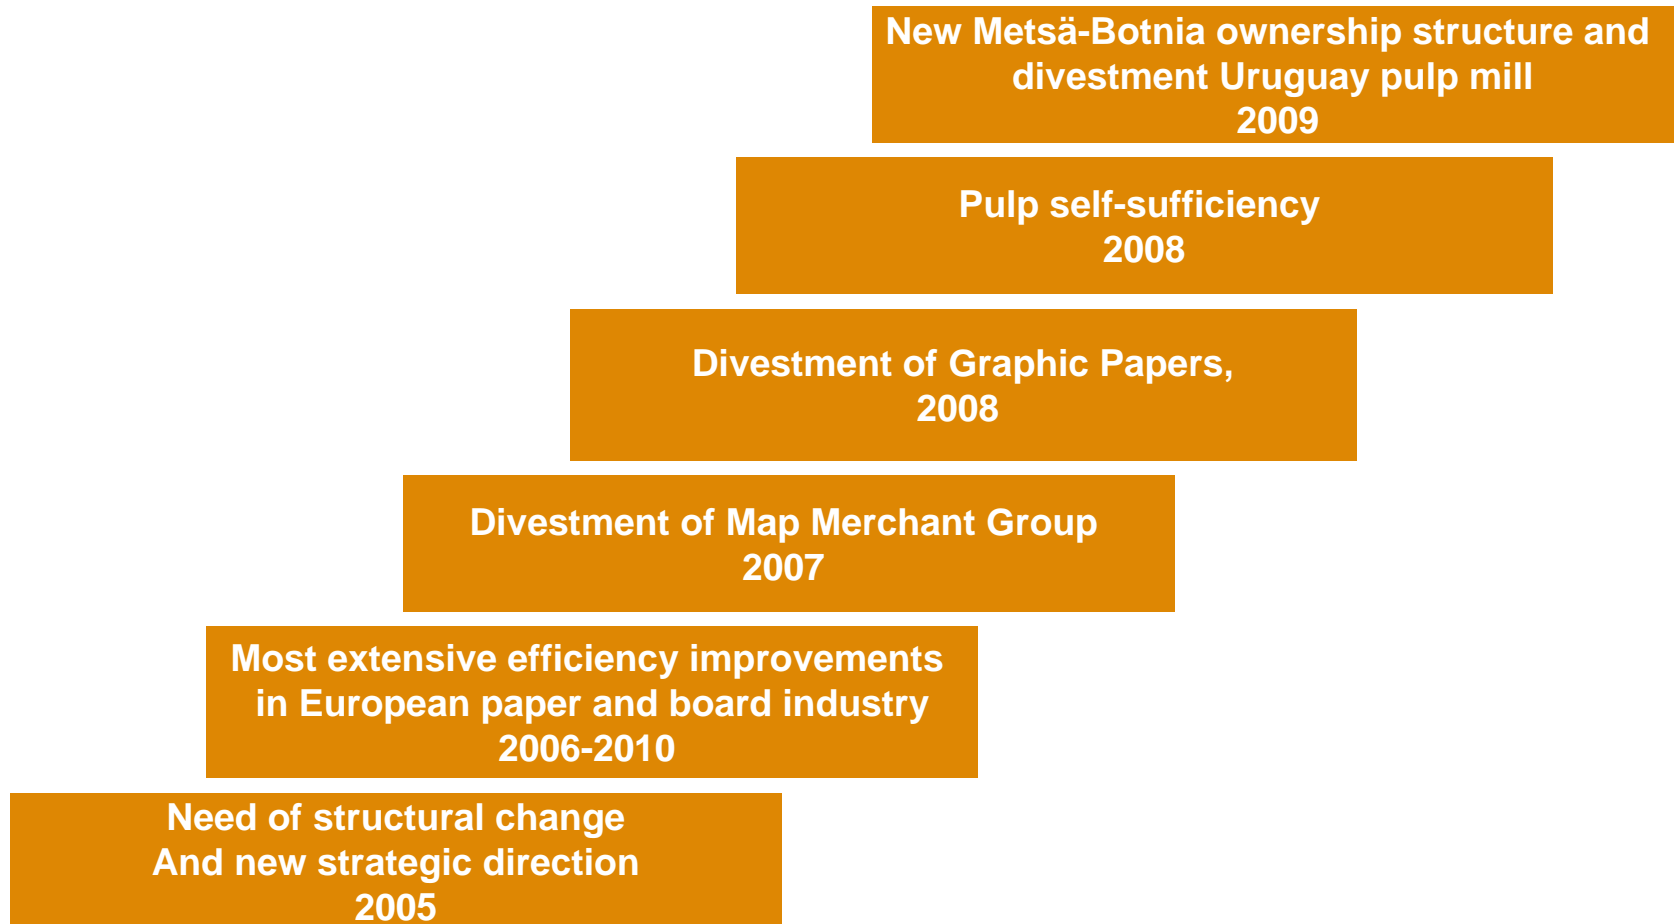 New Metsä-Botnia ownership structure and
divestment Uruguay pulp mill
2009
Pulp self-sufficiency
2008
Divestment of Graphic Papers,
2008
Divestment of Map Merchant Group
2007
Most extensive efficiency improvements
in European paper and board industry
2006-2010
Need of structural change
And new strategic direction
2005